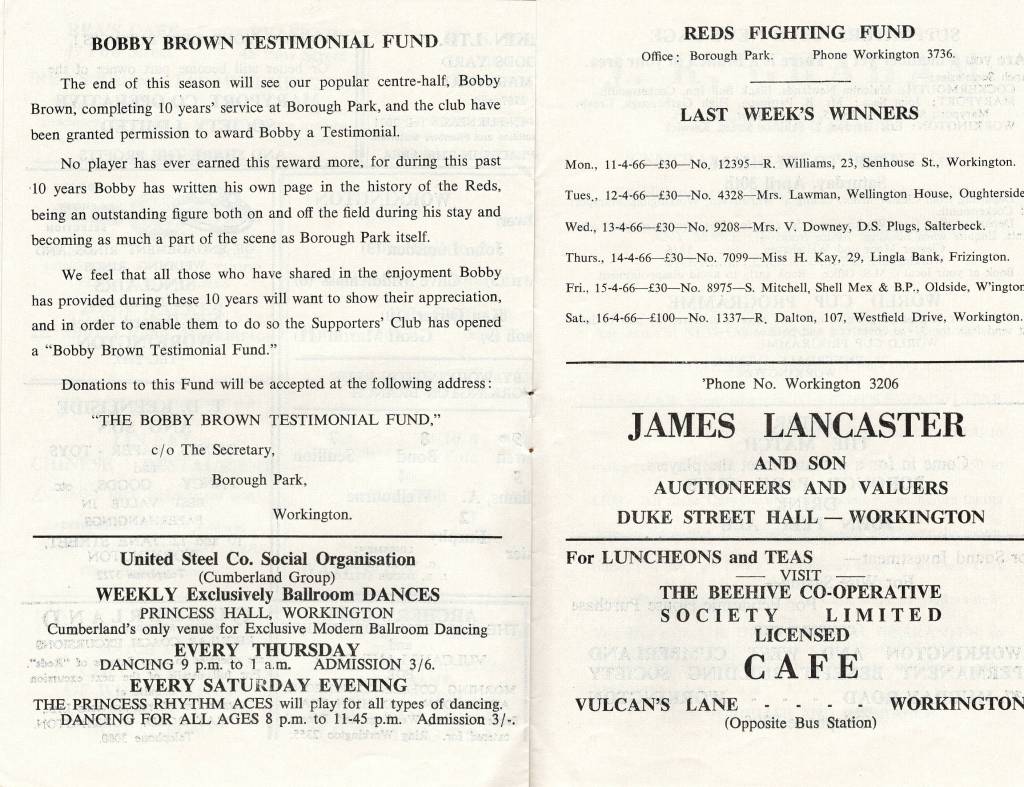 BOBBY BROWN TESTIMONIAL FUND.
The end of this season will see our popular centre-half, Bobby
Brown, completing 10 years' service at Borough Park, and the club have
been granted permission to award Bobby a Testimonial.
No player has ever earned this reward more, for during this past
10 years Bobby has written his own page in the history of the Reds,
being an outstanding figure both on and off the field during his stay and
becoming as much a part of the scene as Borough Park itself.
We feel that all those who have shared in the enjoyment Bobby
has provided during these 10 years will want to show their appreciation,
and in order to enable them to do so the Supporters' Club has opened
a "Bobby Brown Testimonial Fund."
Donations to this Fund will be accepted at the following address:
"THE BOBBY BROWN TESTIMONIAL FUND,"
c/o The Secretary,
Borough Park,
Workington.
United Steel Co. Social Organisation
(Cumberland Group)
WEEKLY Exclusively Ballroom DANCES
PRINCESS HALL, WORKINGTON
Cumberland's only venue for Exclusive Modern Ballroom Dancing
EVERY THURSDAY
DANCING 9 p.m. to 1 a.m. ADMISSION 3/6.
EVERY SATURDAY EVENING
THE PRINCESS RHYTHM ACES will play for all types of dancing.
DANCING FOR ALL AGES 8 p.m. to 11-45 p.m. Admission 3/-.
REDS FIGHTING FUND
Office: Borough Park. Phone Workington 3736.
LAST WEEK'S WINNERS
Mon., 11-4-66—£30—No. 12395—R. Williams, 23, Senhouse St., Workington.
Tues., 12-4-66—£30—No. 4328—Mrs. Lawman, Wellington House, Oughterside
Wed., 13-4-66—£30—No. 9208—Mrs. V. Downey, D.S. Plugs, Salterbeck.
Thurs., 14-4-66—£30—No. 7099—Miss H. Kay, 29, Lingla Bank, Frizington.
Fri., 15-4-66—£30—No. 8975—S. Mitchell, Shell Mex & B.P., Oldside, W'ington
Sat., 16-4-66—£100—No. 1337—R. Dalton, 107, Westfield Drive, Workington.
'Phone No. Workington 3206
JAMES LANCASTER
AND SON
AUCTIONEERS AND VALUERS
DUKE STREET HALL — WORKINGTON
For LUNCHEONS and TEAS
VISIT
THE BEEHIVE CO-OPERATIVE
SOCIETY LIMITED
LICENSED
CAFE
VULCAN'S LANE - - - - - WORKINGTON
(Opposite Bus Station)